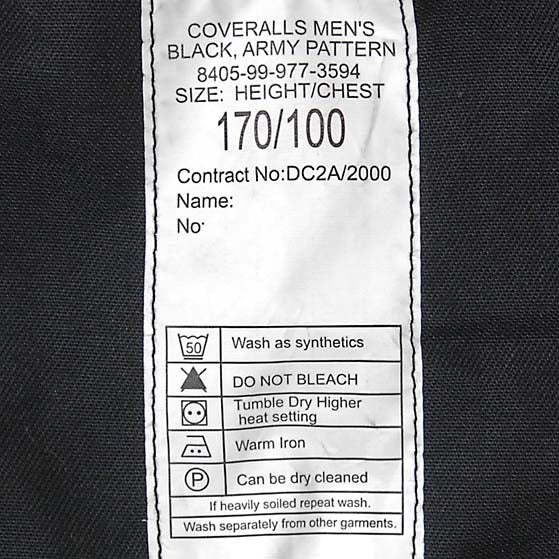 COVERALLS MEN'S
BLACK, ARMY PATTERN
8405-99-977-3594
SIZE: HEIGHT/CHEST
170/100
Contract No:DC2A/2000
Name:
No·
50 Wash as synthetics
DO NOT BLEACH
Tumble Dry Higher
heat setting
Warm Iron
P Can be dry cleaned
If heavily soiled repeat wash.
Wash separately from other garments.